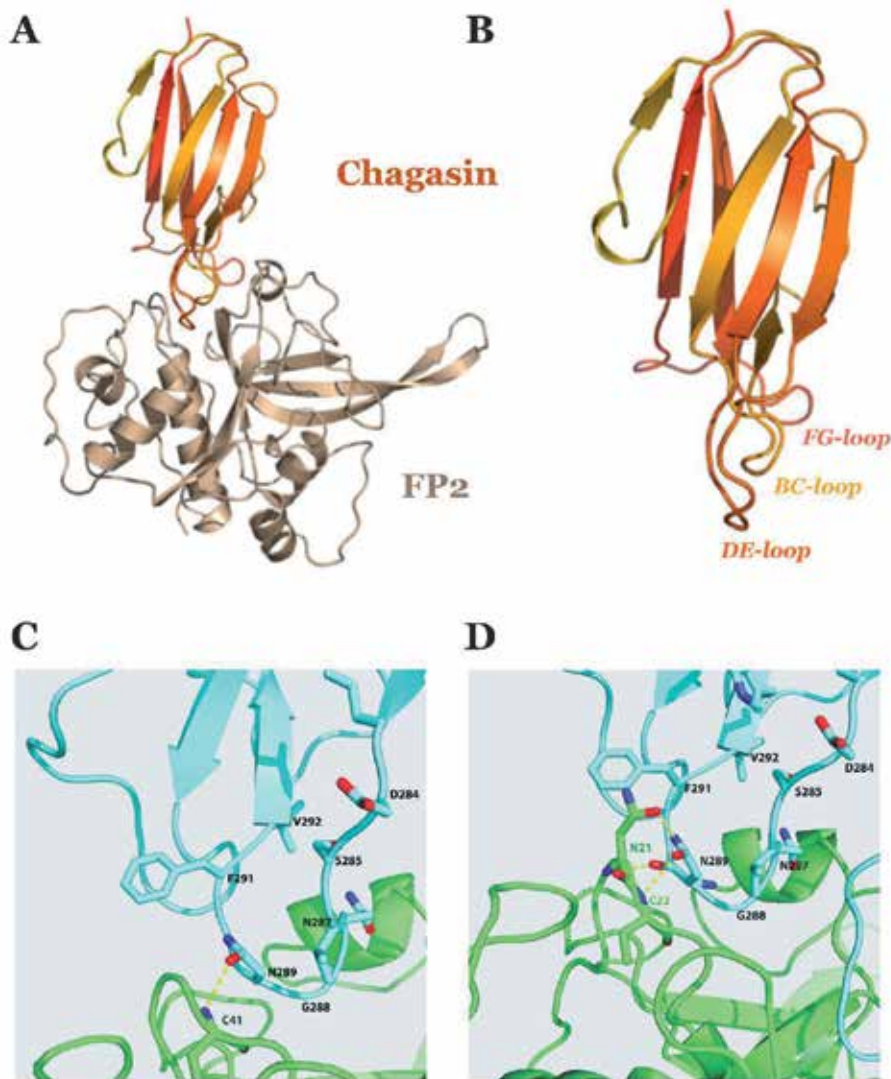 A
B
Chagasin
FP2
FG-loop
BC-loop
DE-loop
C
D
D284
V292
S285
F291
N287
N289
G288
C41
D284
V292
S285
F291
N21
N289
N287
C22
G288